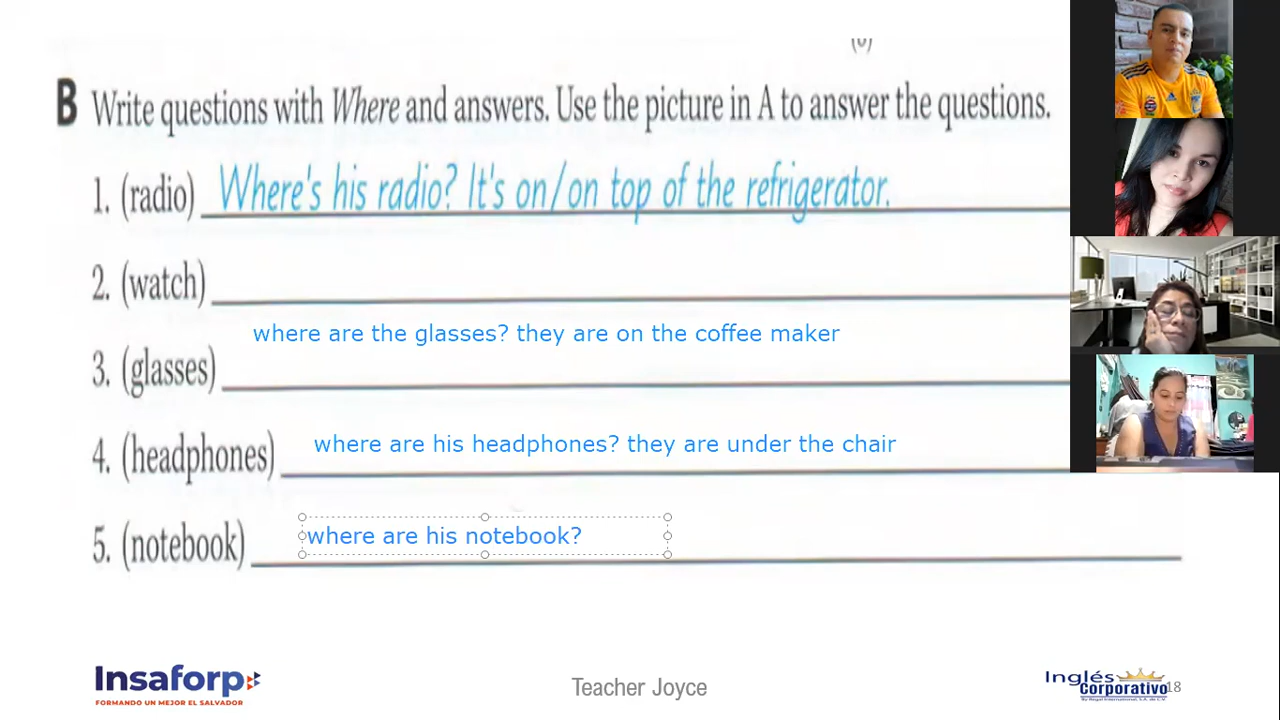 B Write questions with Where and answers. Use the picture in A to answer the questions.
1. (radio) Where's his radio? It's on/on top of the refrigerator.
2. (watch)
where are the glasses? they are on the coffee maker
3. (glasses)
4. (headphones) where are his headphones? they are under the chair
5. (notebook) where are his notebook?
Insaforp
FORMANDO UN MEJOR EL SALVADOR
Teacher Joyce
Inglés
Corporativo 18